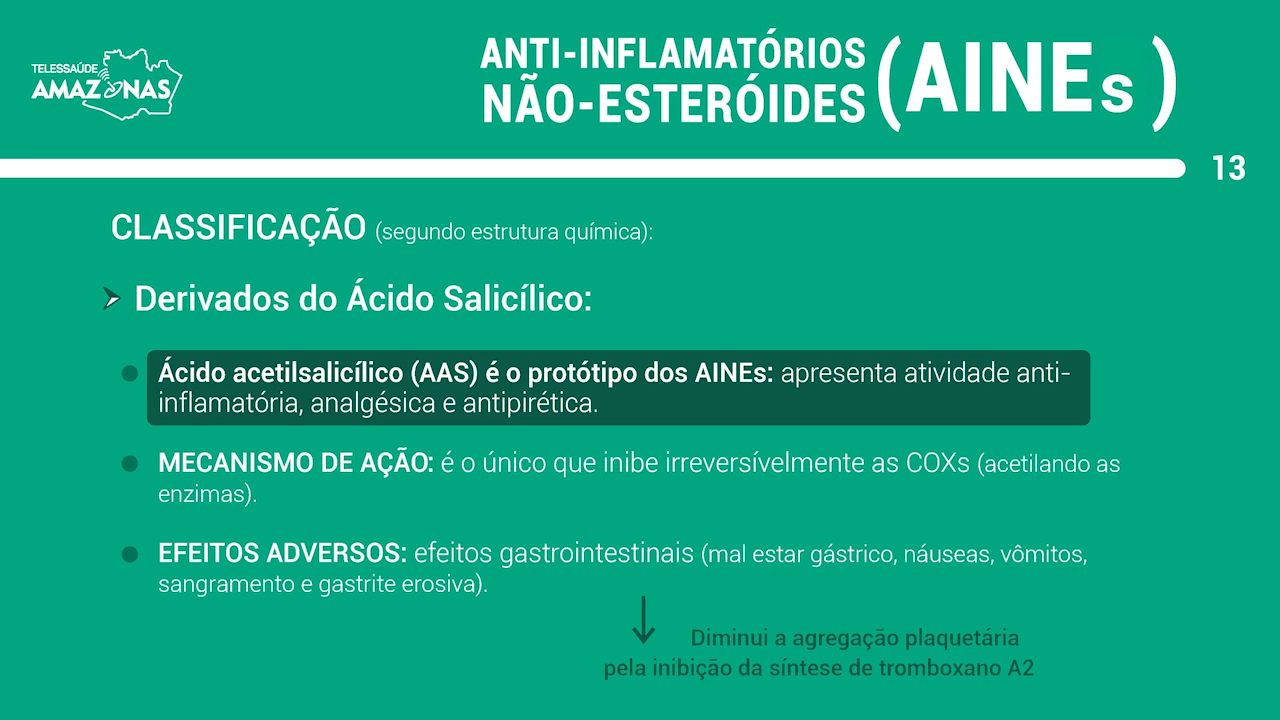 TELESSAÚDE
AMAZONAS
ANTI-INFLAMATÓRIOS
NÃO-ESTERÓIDES
(AINEs)
13
CLASSIFICAÇÃO (segundo estrutura química):
Derivados do Ácido Salicílico:
Ácido acetilsalicílico (AAS) é o protótipo dos AINEs: apresenta atividade anti-
inflamatória, analgésica e antipirética.
MECANISMO DE AÇÃO: é o único que inibe irreversívelmente as COXs (acetilando as
enzimas).
EFEITOS ADVERSOS: efeitos gastrointestinais (mal estar gástrico, náuseas, vômitos,
sangramento e gastrite erosiva).
Diminui a agregação plaquetária
pela inibição da síntese de tromboxano A2